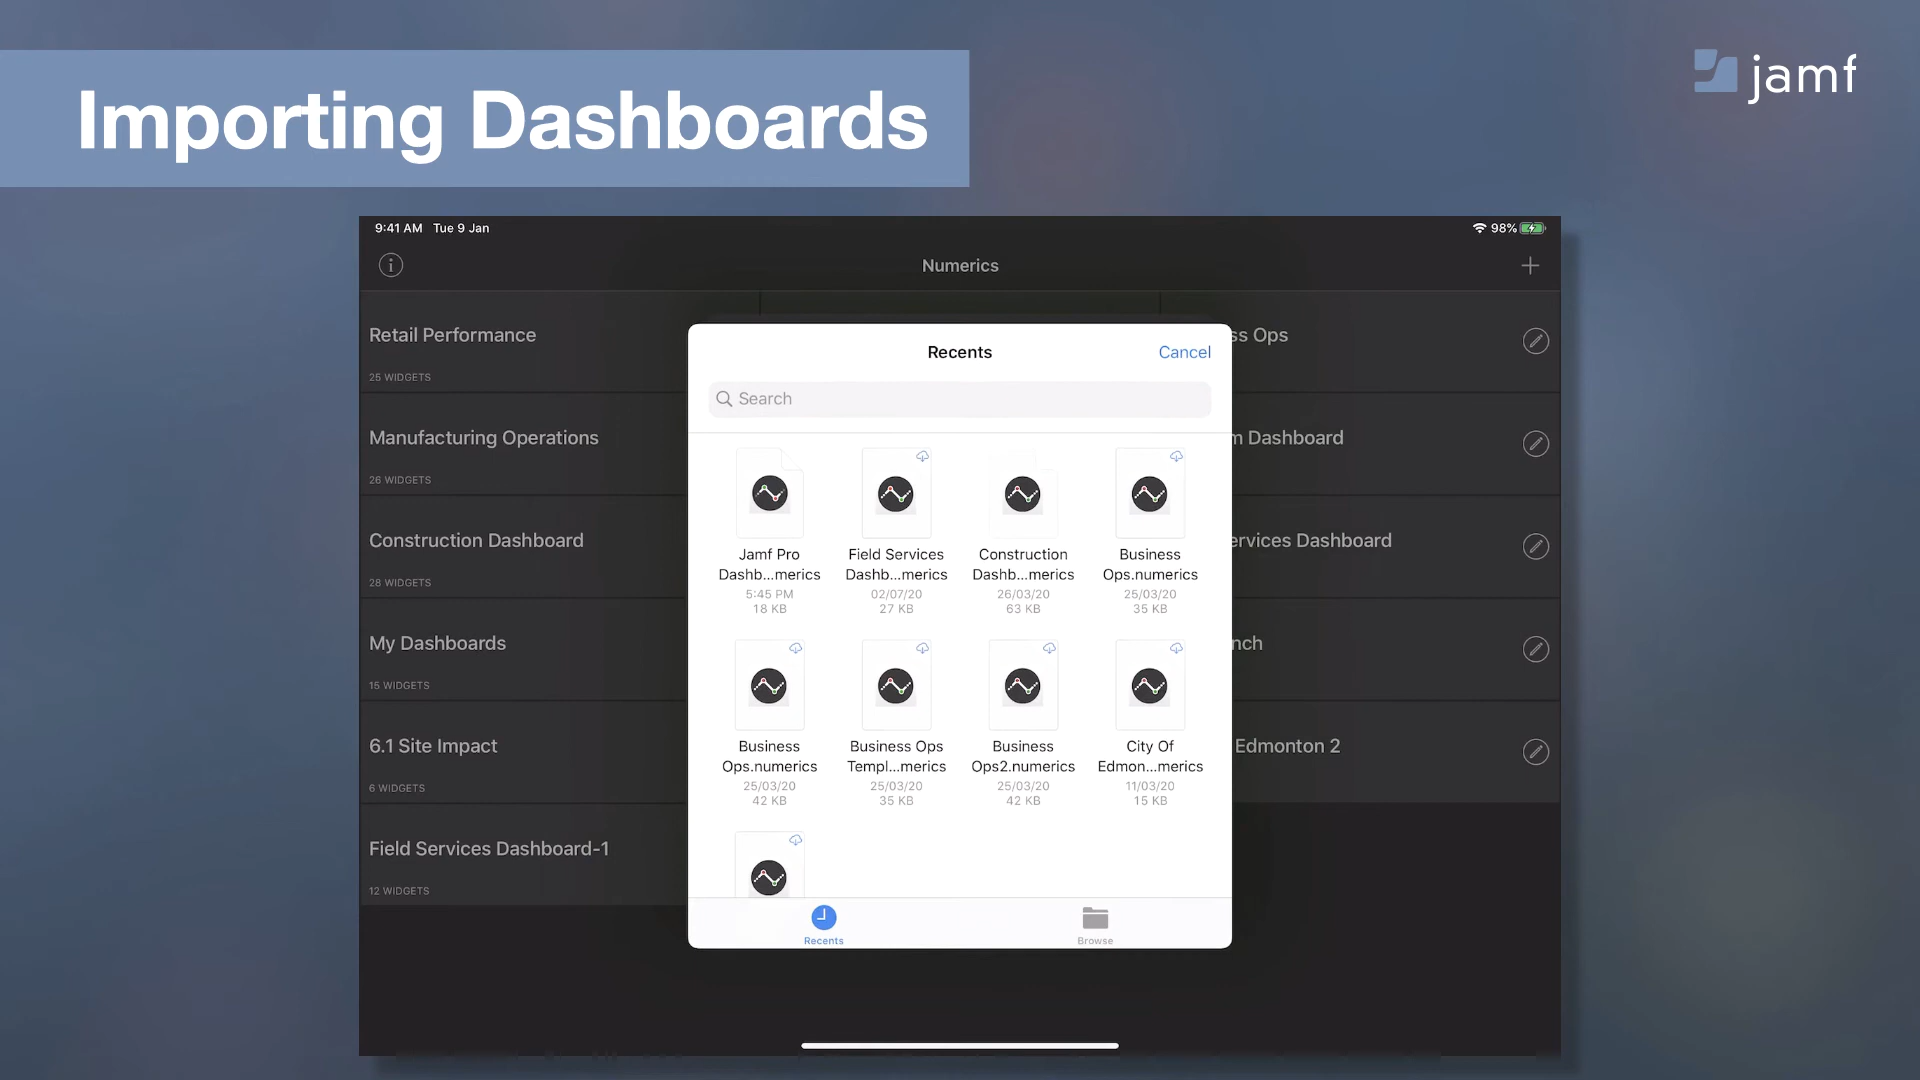 Importing Dashboards
jamf
9:41 AM Tue 9 Jan
98%
Numerics
Retail Performance
25 WIDGETS
Manufacturing Operations
26 WIDGETS
Construction Dashboard
28 WIDGETS
My Dashboards
15 WIDGETS
6.1 Site Impact
6 WIDGETS
Field Services Dashboard-1
12 WIDGETS
Recents
Cancel
Search
Jamf Pro
Dashb...merics
5:45 PM
18 KB
Field Services
Dashb...merics
02/07/20
27 KB
Construction
Dashb...merics
26/03/20
63 KB
Business
Ops.numerics
25/03/20
35 KB
Business
Ops.numerics
25/03/20
42 KB
Business Ops
Templ...merics
25/03/20
35 KB
Business
Ops2.numerics
25/03/20
42 KB
City Of
Edmon...merics
11/03/20
15 KB
Recents
Browse
ss Ops
m Dashboard
ervices Dashboard
nch
Edmonton 2